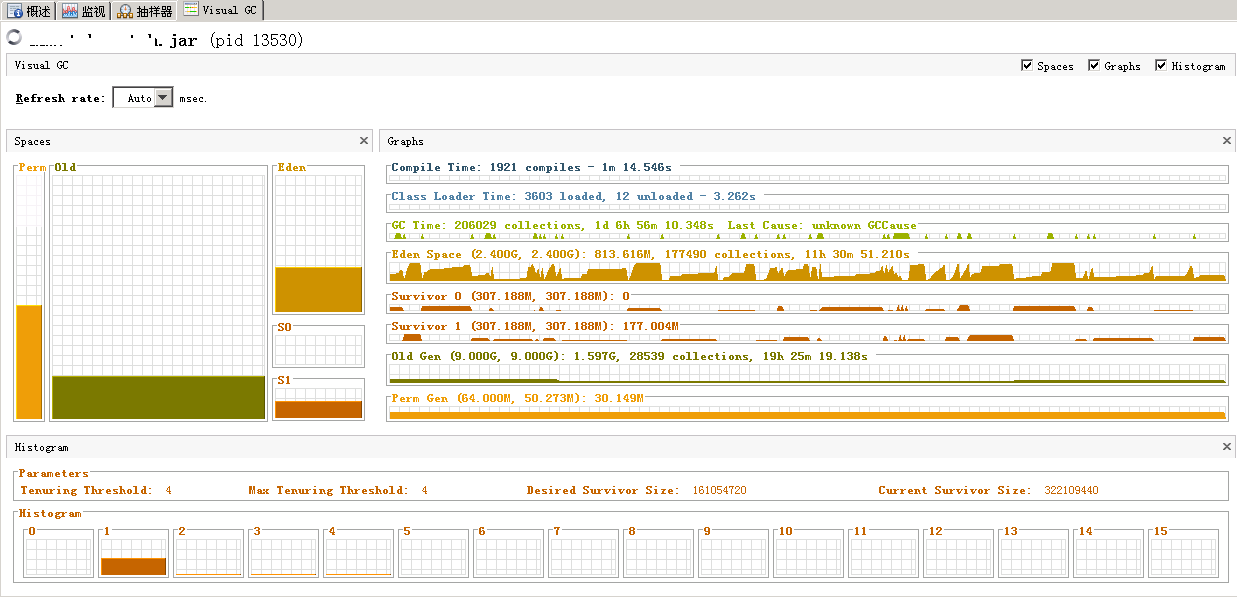 概述 监视 抽样器 Visual GC
.jar (pid 13530)
Visual GC Spaces Graphs Histogram
Refresh rate: Auto msec.
Spaces
Graphs
Perm Old Eden
S0
S1
Compile Time: 1921 compiles - 1m 14.546s
Class Loader Time: 3603 loaded, 12 unloaded - 3.262s
GC Time: 206029 collections, 1d 6h 56m 10.348s Last Cause: unknown GCCause
Eden Space (2.400G, 2.400G): 813.616M, 177490 collections, 11h 30m 51.210s
Survivor 0 (307.188M, 307.188M): 0
Survivor 1 (307.188M, 307.188M): 177.004M
Old Gen (9.000G, 9.000G): 1.597G, 28539 collections, 19h 25m 19.138s
Perm Gen (64.000M, 50.273M): 30.149M
Histogram
Parameters
Tenuring Threshold: 4 Max Tenuring Threshold: 4 Desired Survivor Size: 161054720 Current Survivor Size: 322109440
Histogram
0 1 2 3 4 5 6 7 8 9 10 11 12 13 14 15